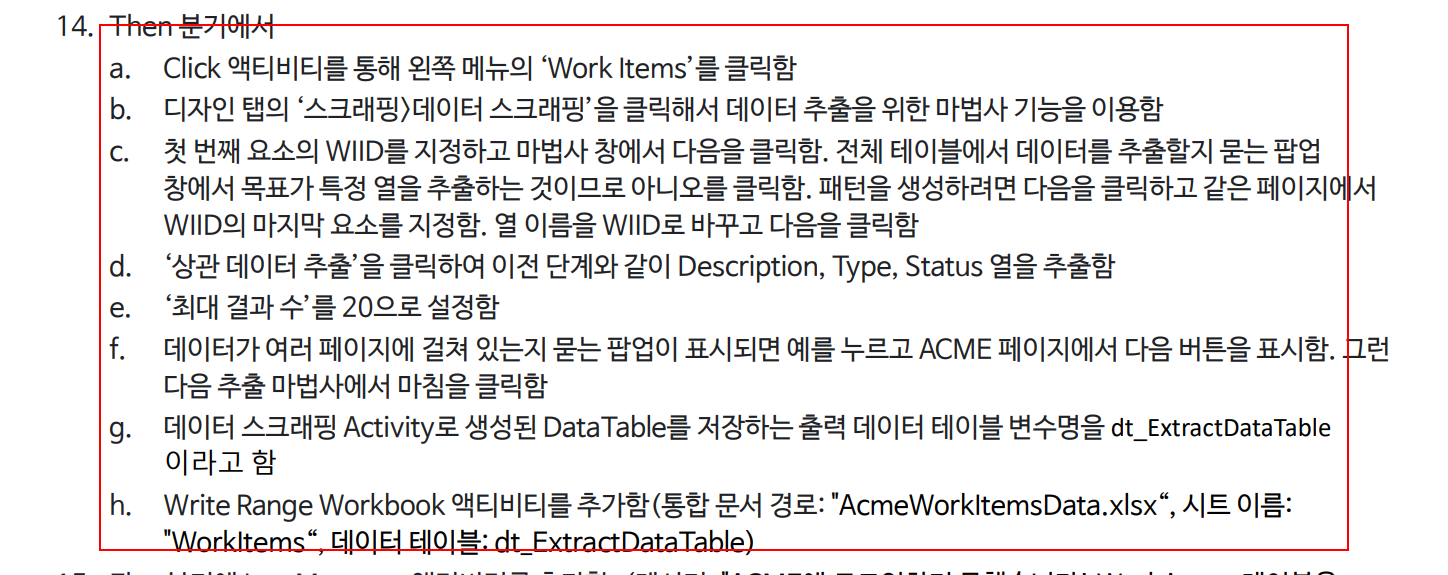 14. Then 분기에서
a. Click 액티비티를 통해 왼쪽 메뉴의 ‘Work Items’를 클릭함
b. 디자인 탭의 ‘스크래핑>데이터 스크래핑’을 클릭해서 데이터 추출을 위한 마법사 기능을 이용함
c. 첫 번째 요소의 WIID를 지정하고 마법사 창에서 다음을 클릭함. 전체 테이블에서 데이터를 추출할지 묻는 팝업
창에서 목표가 특정 열을 추출하는 것이므로 아니오를 클릭함. 패턴을 생성하려면 다음을 클릭하고 같은 페이지에서
WIID의 마지막 요소를 지정함. 열 이름을 WIID로 바꾸고 다음을 클릭함
d. ‘상관 데이터 추출’을 클릭하여 이전 단계와 같이 Description, Type, Status 열을 추출함
e. ‘최대 결과 수’를 20으로 설정함
f. 데이터가 여러 페이지에 걸쳐 있는지 묻는 팝업이 표시되면 예를 누르고 ACME 페이지에서 다음 버튼을 표시함. 그런
다음 추출 마법사에서 마침을 클릭함
g. 데이터 스크래핑 Activity로 생성된 DataTable를 저장하는 출력 데이터 테이블 변수명을 dt_ExtractDataTable
이라고 함
h. Write Range Workbook 액티비티를 추가함(통합 문서 경로: "AcmeWorkItemsData.xlsx“, 시트 이름:
"WorkItems“, 데이터 테이블: dt_ExtractDataTable)